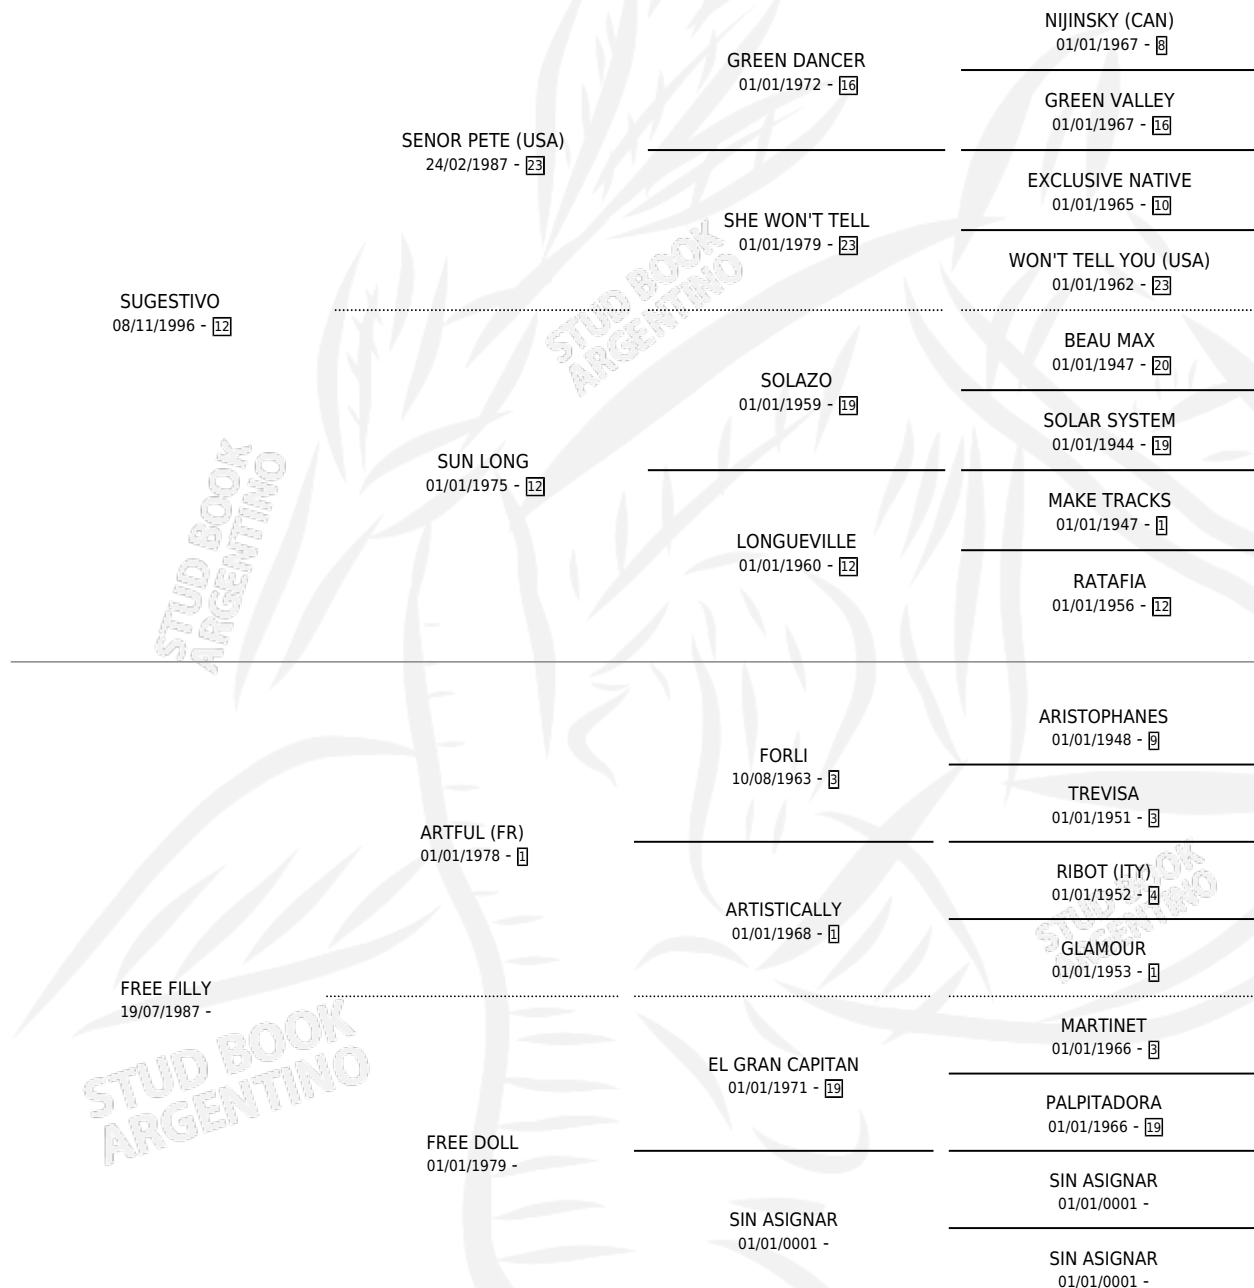 SUGESTIVO
08/11/1996 - 12
SENOR PETE (USA)
24/02/1987 - 23
GREEN DANCER
01/01/1972 - 16
NIJINSKY (CAN)
01/01/1967 - 8
GREEN VALLEY
01/01/1967 - 16
SHE WON'T TELL
01/01/1979 - 23
EXCLUSIVE NATIVE
01/01/1965 - 10
WON'T TELL YOU (USA)
01/01/1962 - 23
SUN LONG
01/01/1975 - 12
SOLAZO
01/01/1959 - 19
BEAU MAX
01/01/1947 - 20
SOLAR SYSTEM
01/01/1944 - 19
LONGUEVILLE
01/01/1960 - 12
MAKE TRACKS
01/01/1947 - 1
RATAFIA
01/01/1956 - 12
FREE FILLY
19/07/1987 -
ARTFUL (FR)
01/01/1978 - 1
FORLI
10/08/1963 - 3
ARISTOPHANES
01/01/1948 - 9
TREVISA
01/01/1951 - 3
ARTISTICALLY
01/01/1968 - 1
RIBOT (ITY)
01/01/1952 - 4
GLAMOUR
01/01/1953 - 1
FREE DOLL
01/01/1979 -
EL GRAN CAPITAN
01/01/1971 - 19
MARTINET
01/01/1966 - 3
PALPITADORA
01/01/1966 - 19
SIN ASIGNAR
01/01/0001 -
SIN ASIGNAR
01/01/0001 -
SIN ASIGNAR
01/01/0001 -
STUD BOOK
ARGENTINO
STUD BOOK
ARGENTINO
STUD BOOK
ARGENTINO
STUD BOOK
ARGENTINO